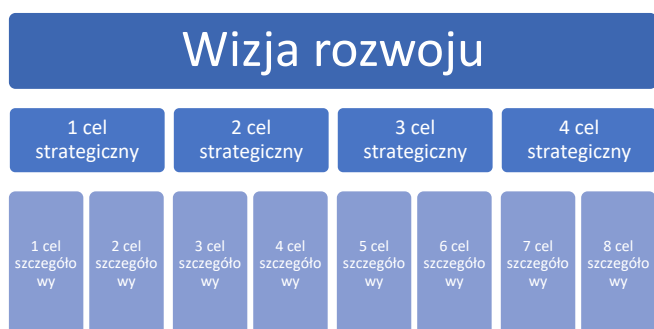 Wizja rozwoju
1 cel
strategiczny
2 cel
strategiczny
3 cel
strategiczny
4 cel
strategiczny
1 cel
szczegóło
wy
2 cel
szczegóło
wy
3 cel
szczegóło
wy
4 cel
szczegóło
wy
5 cel
szczegóło
wy
6 cel
szczegóło
wy
7 cel
szczegóło
wy
8 cel
szczegóło
wy